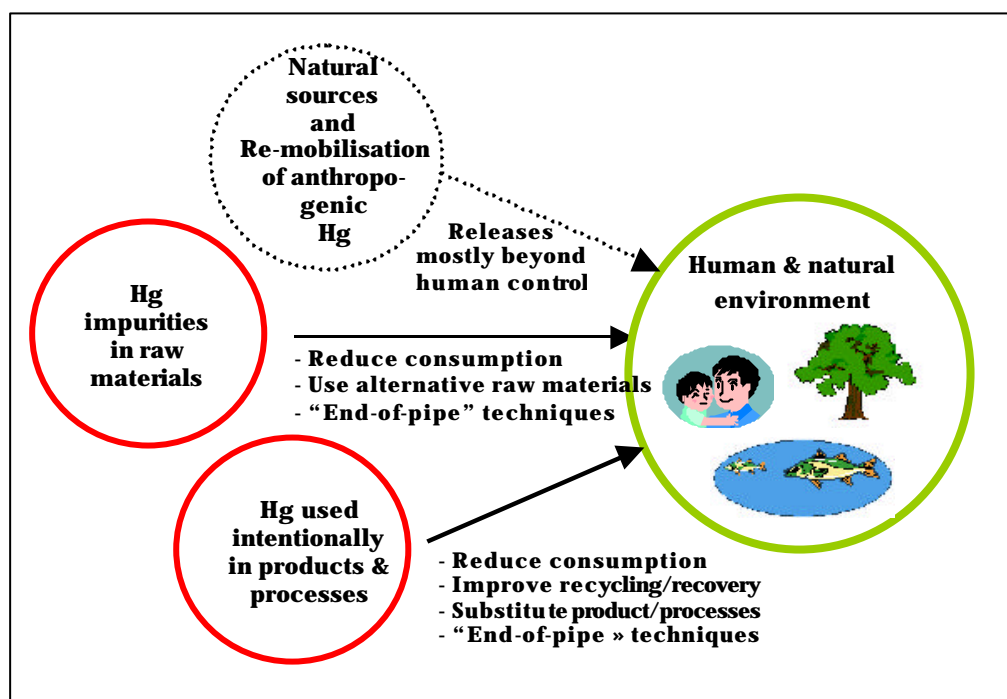 Natural
sources
and
Re-mobilisation
of anthropo-
genic
Hg
Releases
mostly beyond
human control
Human & natural
environment
Hg
impurities
in raw
materials
- Reduce consumption
- Use alternative raw materials
- “End-of-pipe” techniques
Hg used
intentionally
in products &
processes
- Reduce consumption
- Improve recycling/recovery
- Substitute product/processes
- “End-of-pipe » techniques